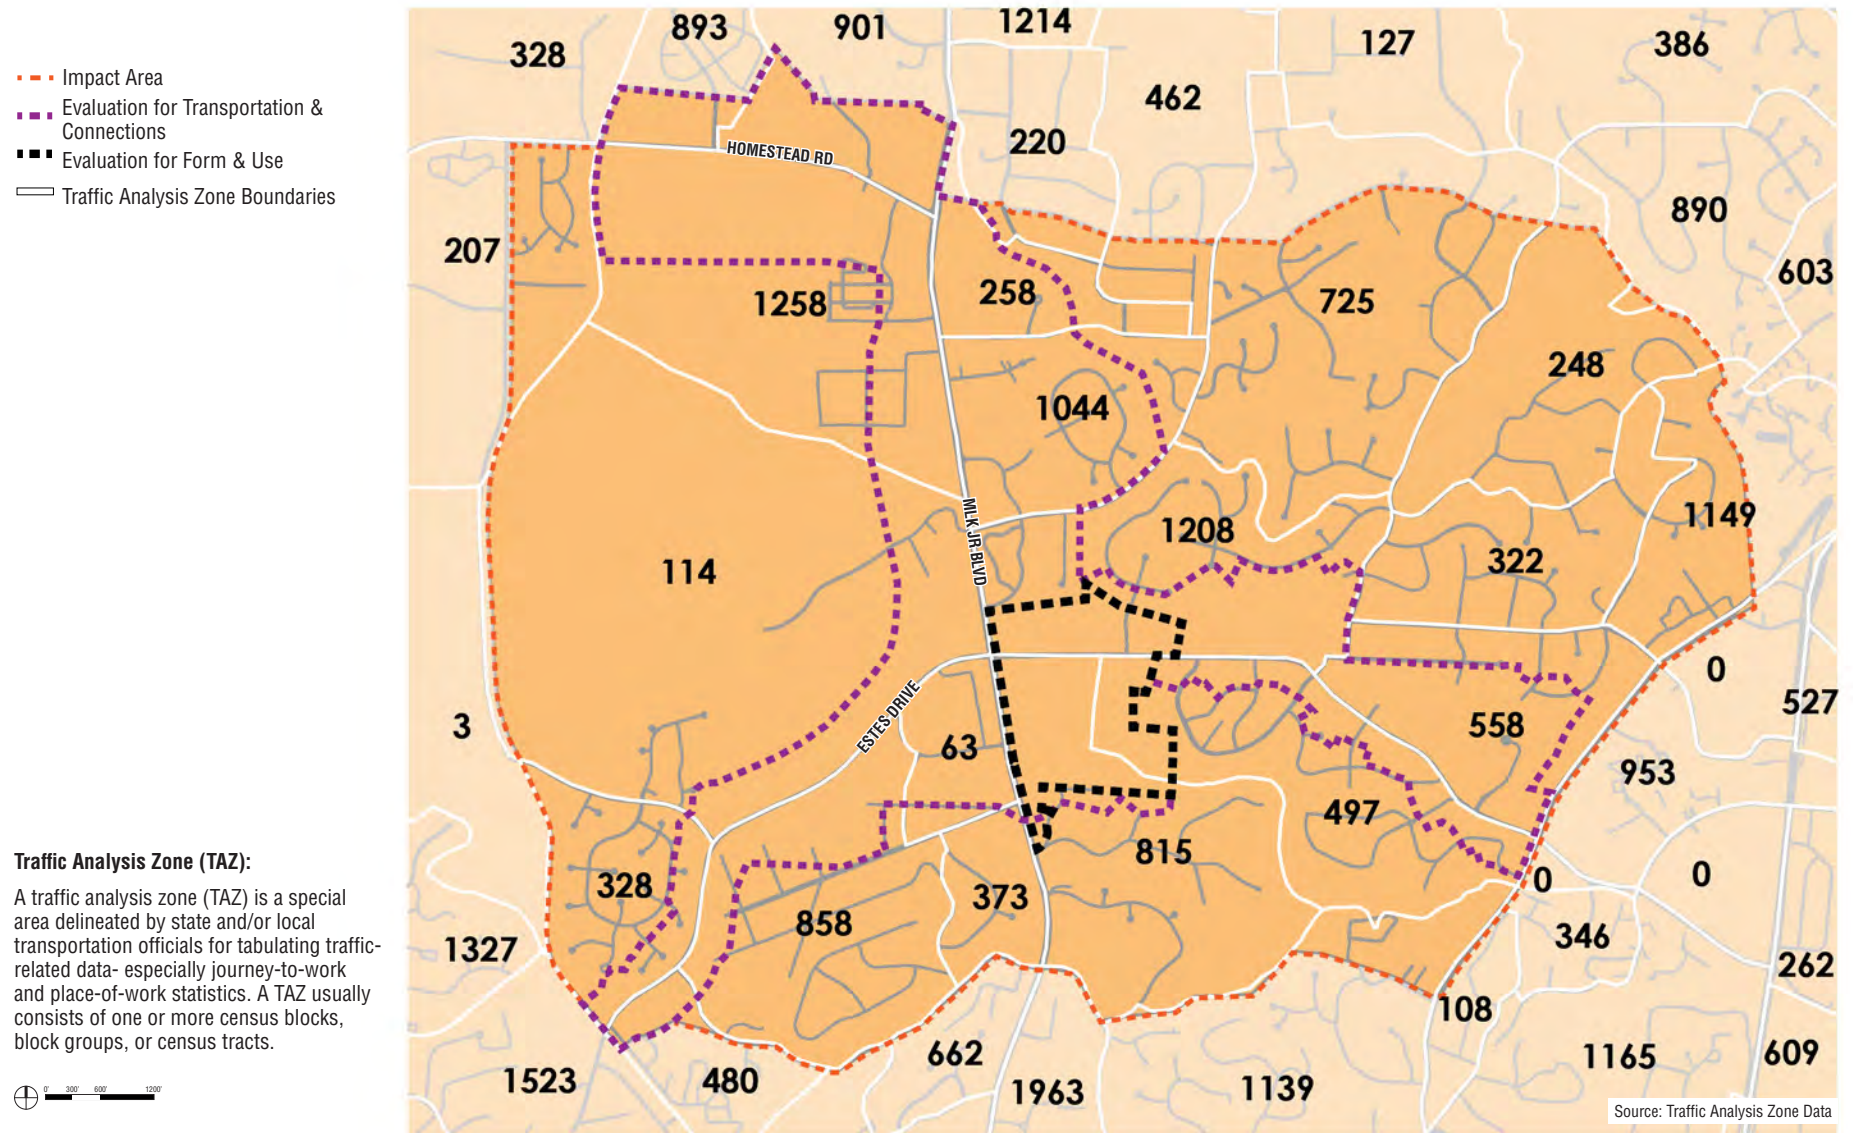 Impact Area
Evaluation for Transportation &
Connections
Evaluation for Form & Use
Traffic Analysis Zone Boundaries
893
901
1214
328
127
386
462
220
HOMESTEAD RD
890
207
603
258
1258
725
248
1044
1149
1208
MLK JR BLVD
322
114
0
527
ESTES DRIVE
3
558
63
953
497
815
328
0
0
373
858
346
1327
262
108
662
1165
609
1523
480
1963
1139
Traffic Analysis Zone (TAZ):
A traffic analysis zone (TAZ) is a special
area delineated by state and/or local
transportation officials for tabulating traffic-
related data- especially journey-to-work
and place-of-work statistics. A TAZ usually
consists of one or more census blocks,
block groups, or census tracts.
0' 300' 600' 1200'
Source: Traffic Analysis Zone Data